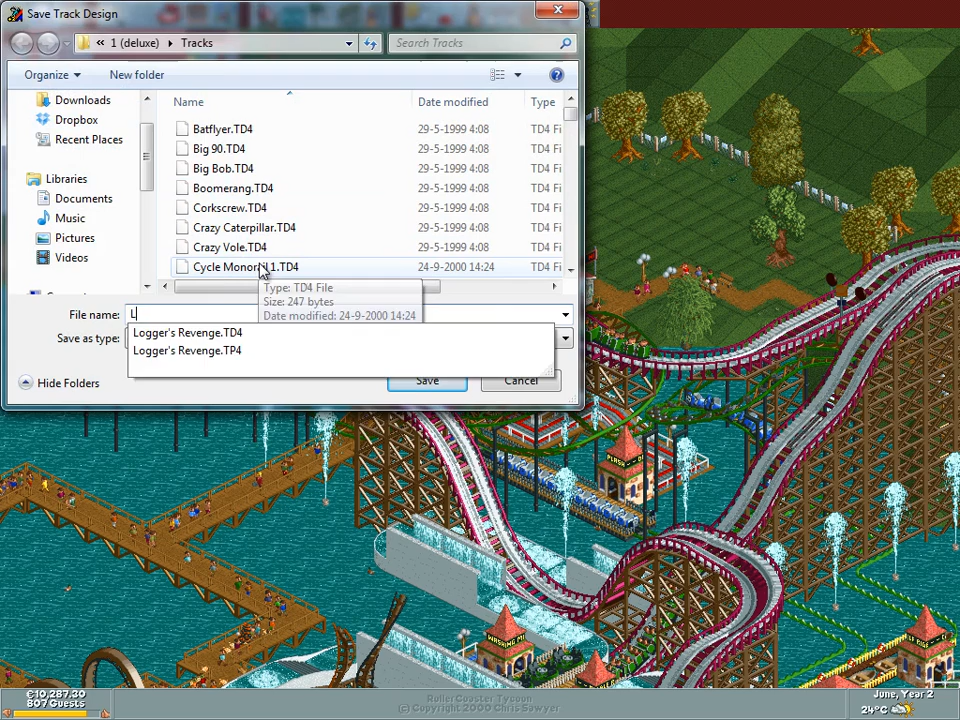 Save Track Design
« 1 (deluxe) ▸ Tracks
Search Tracks
Organize
New folder
Downloads
Dropbox
Recent Places
Libraries
Documents
Music
Pictures
Videos
Name
Date modified
Type
Batflyer.TD4 29-5-1999 4:08 TD4 Fi
Big 90.TD4 29-5-1999 4:08 TD4 Fi
Big Bob.TD4 29-5-1999 4:08 TD4 Fi
Boomerang.TD4 29-5-1999 4:08 TD4 Fi
Corkscrew.TD4 29-5-1999 4:08 TD4 Fi
Crazy Caterpillar.TD4 29-5-1999 4:08 TD4 Fi
Crazy Vole.TD4 29-5-1999 4:08 TD4 Fi
Cycle Monorail 1.TD4 24-9-2000 14:24 TD4 Fi
Type: TD4 File
Size: 247 bytes
Date modified: 24-9-2000 14:24
File name: L
Logger's Revenge.TD4
Logger's Revenge.TP4
Save as type:
Hide Folders
Save
Cancel
€10,287.30
807 Guests
RollerCoaster Tycoon
© Copyright 2000 Chris Sawyer
June, Year 2
24°C